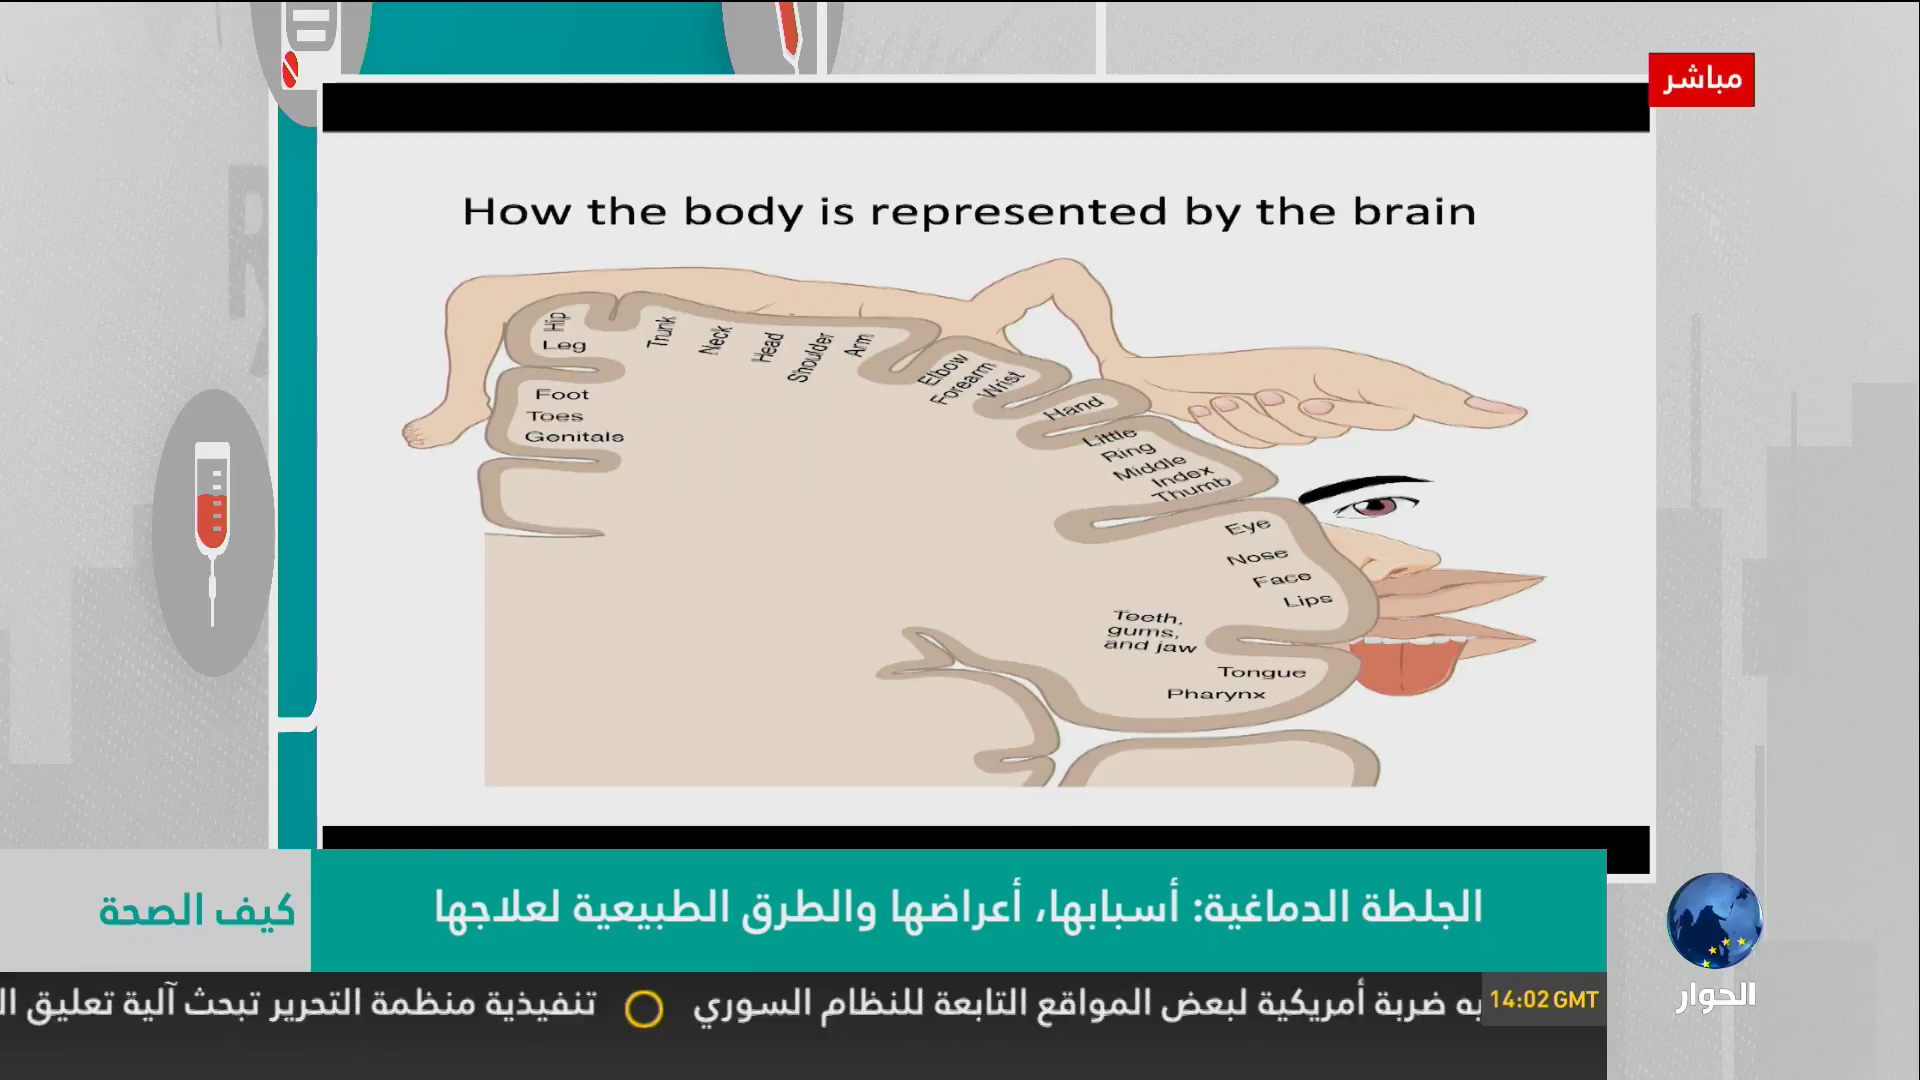 مباشر
How the body is represented by the brain
Hip
Leg
Trunk
Neck
Head
Shoulder
Arm
Elbow
Forearm
Wrist
Hand
Foot
Toes
Genitals
Little
Ring
Middle
Index
Thumb
Eye
Nose
Face
Lips
Teeth,
gums,
and jaw
Tongue
Pharynx
الجلطة الدماغية: أسبابها، أعراضها والطرق الطبيعية لعلاجها
كيف الصحة
به ضربة أمريكية لبعض المواقع التابعة للنظام السوري
تنفيذية منظمة التحرير تبحث آلية تعليق
14:02 GMT
الحوار